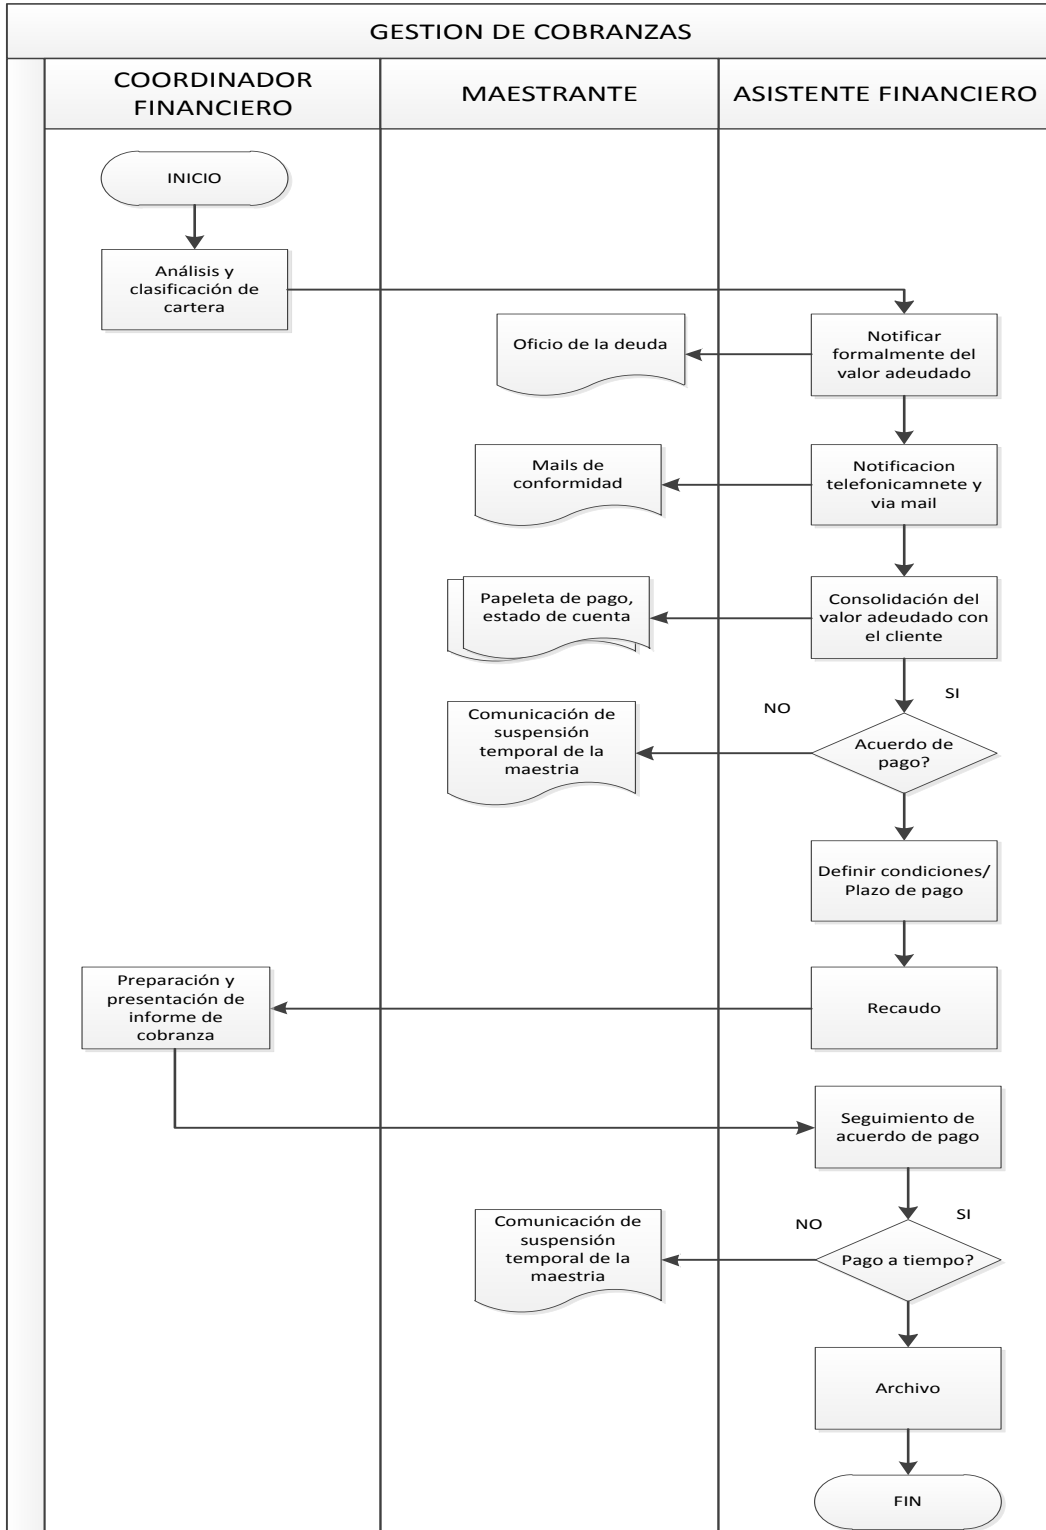 GESTION DE COBRANZAS
COORDINADOR
FINANCIERO
MAESTRANTE
ASISTENTE FINANCIERO
INICIO
Análisis y
clasificación de
cartera
Oficio de la deuda
Notificar
formalmente del
valor adeudado
Mails de
conformidad
Notificacion
telefonicamnete y
via mail
Papeleta de pago,
estado de cuenta
Consolidación del
valor adeudado con
el cliente
SI
NO
Comunicación de
suspensión
temporal de la
maestria
Acuerdo de
pago?
Definir condiciones/
Plazo de pago
Preparación y
presentación de
informe de
cobranza
Recaudo
Seguimiento de
acuerdo de pago
SI
NO
Comunicación de
suspensión
temporal de la
maestria
Pago a tiempo?
Archivo
FIN